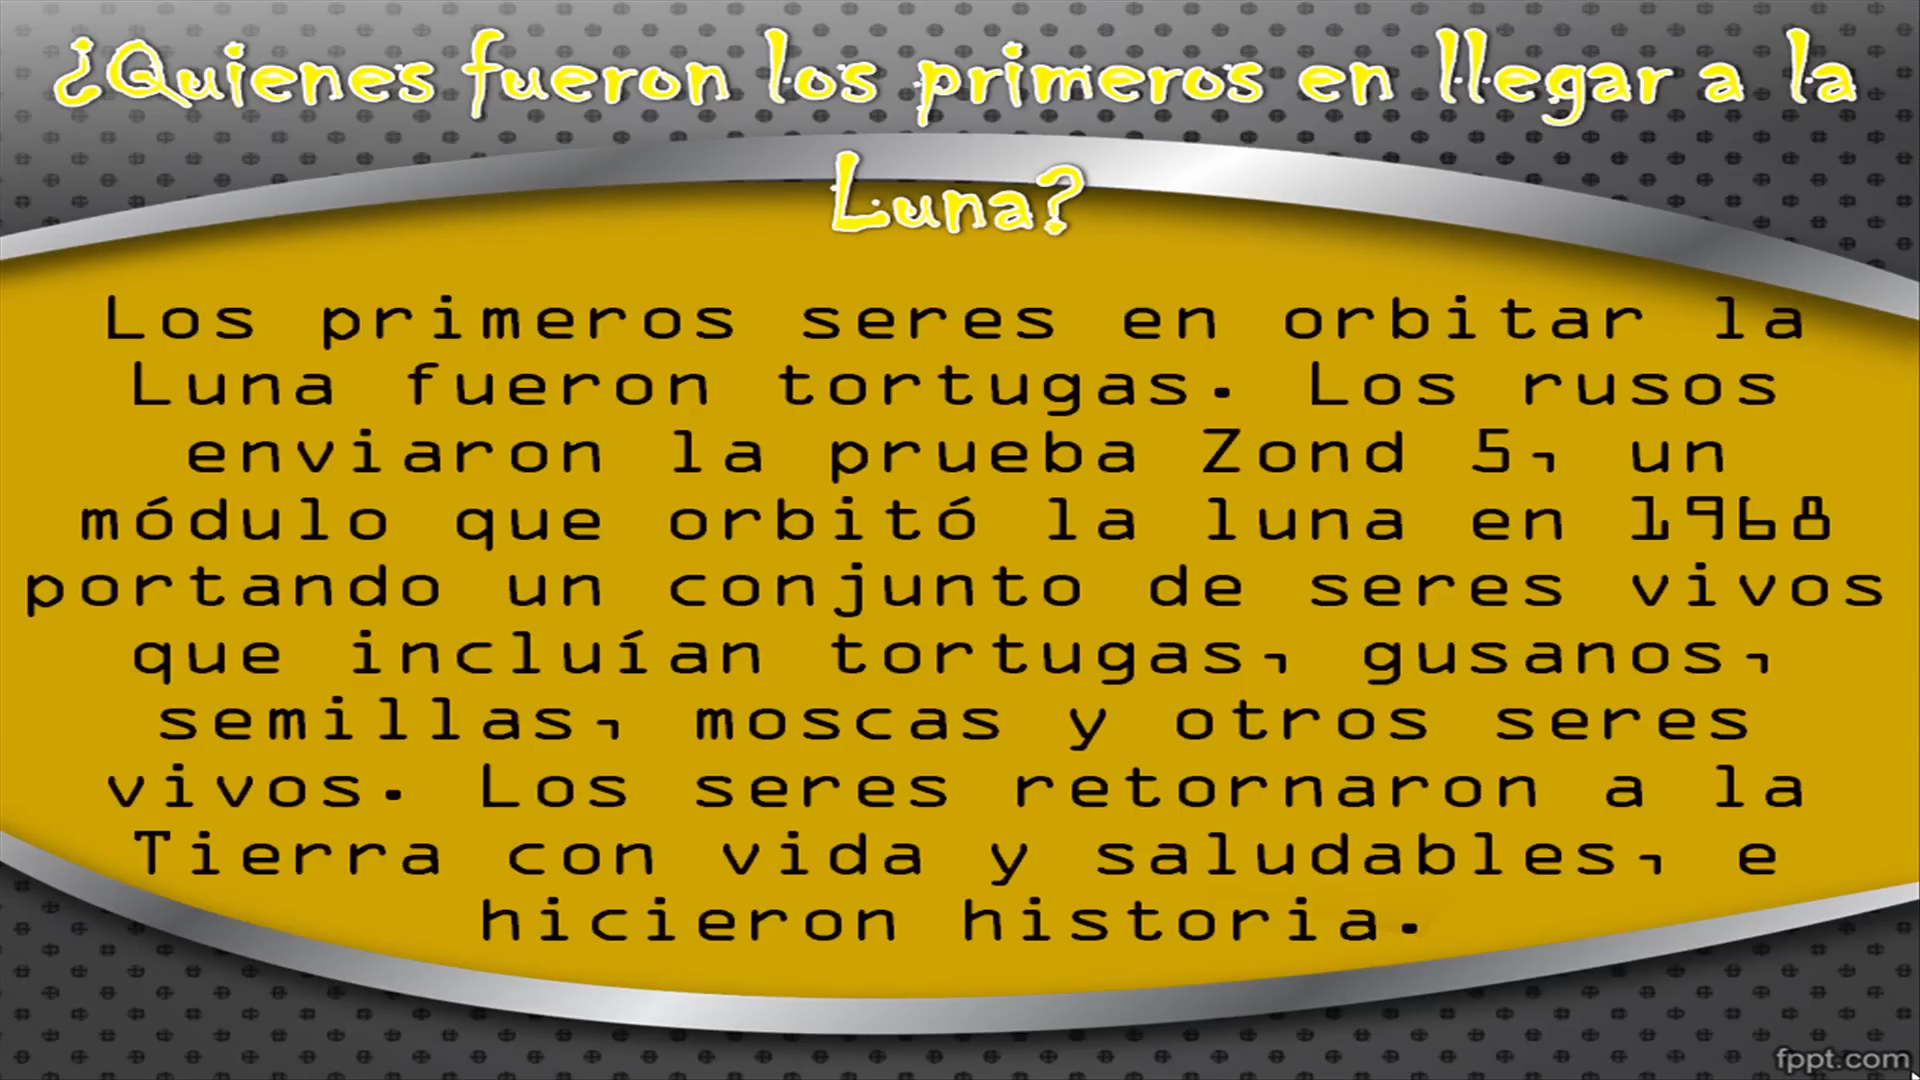 ¿Quienes fueron los primeros en llegar a la
Luna?
Los primeros seres en orbitar la
Luna fueron tortugas. Los rusos
enviaron la prueba Zond 5, un
módulo que orbitó la luna en 1968
portando un conjunto de seres vivos
que incluían tortugas, gusanos,
semillas, moscas y otros seres
vivos. Los seres retornaron a la
Tierra con vida y saludables, e
hicieron historia.
fppt.com